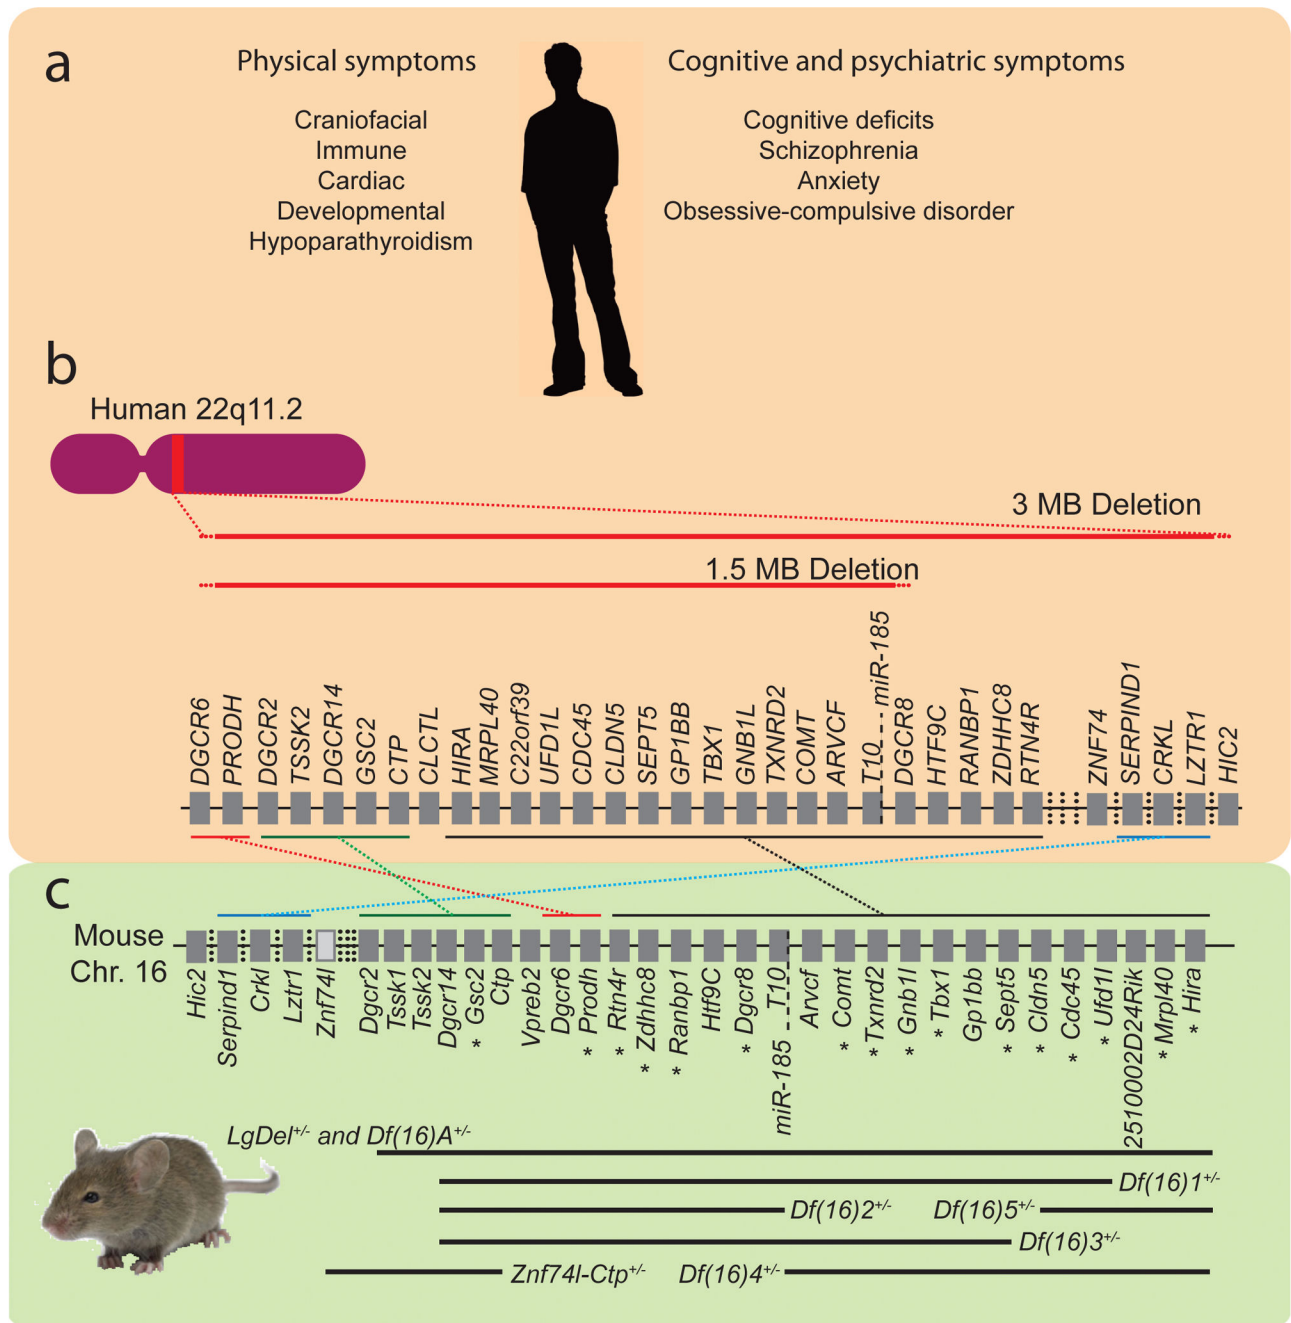 a
Physical symptoms
Craniofacial
Immune
Cardiac
Developmental
Hypoparathyroidism
Cognitive and psychiatric symptoms
Cognitive deficits
Schizophrenia
Anxiety
Obsessive-compulsive disorder
b
Human 22q11.2
3 MB Deletion
1.5 MB Deletion
DGCR6
PRODH
DGCR2
TSSK2
DGCR14
GSC2
CTP
CLCTL
HIRA
MRPL40
C22orf39
UFD1L
CDC45
CLDN5
SEPT5
GP1BB
TBX1
GNB1L
TXNRD2
COMT
ARVCF
T10
miR-185
DGCR8
HTF9C
RANBP1
ZDHHC8
RTN4R
ZNF74
SERPIND1
CRKL
LZTR1
HIC2
c
Mouse
Chr. 16
Hic2
Serpind1
Crkl
Lztr1
Znf74l
Dgcr2
Tssk1
Tssk2
Dgcr14
* Gsc2
Ctp
Vpreb2
Dgcr6
* Prodh
* Rtn4r
* Zdhhc8
* Ranbp1
Htf9C
* Dgcr8
T10
miR-185
Arvcf
* Comt
* Txnrd2
* Gnb1l
* Tbx1
Gp1bb
* Sept5
* Cldn5
* Cdc45
* Ufd1l
2510002D24Rik
* Mrpl40
* Hira
LgDel+/- and Df(16)A+/-
Df(16)1+/-
Df(16)2+/- Df(16)5+/-
Df(16)3+/-
Znf74l-Ctp+/- Df(16)4+/-